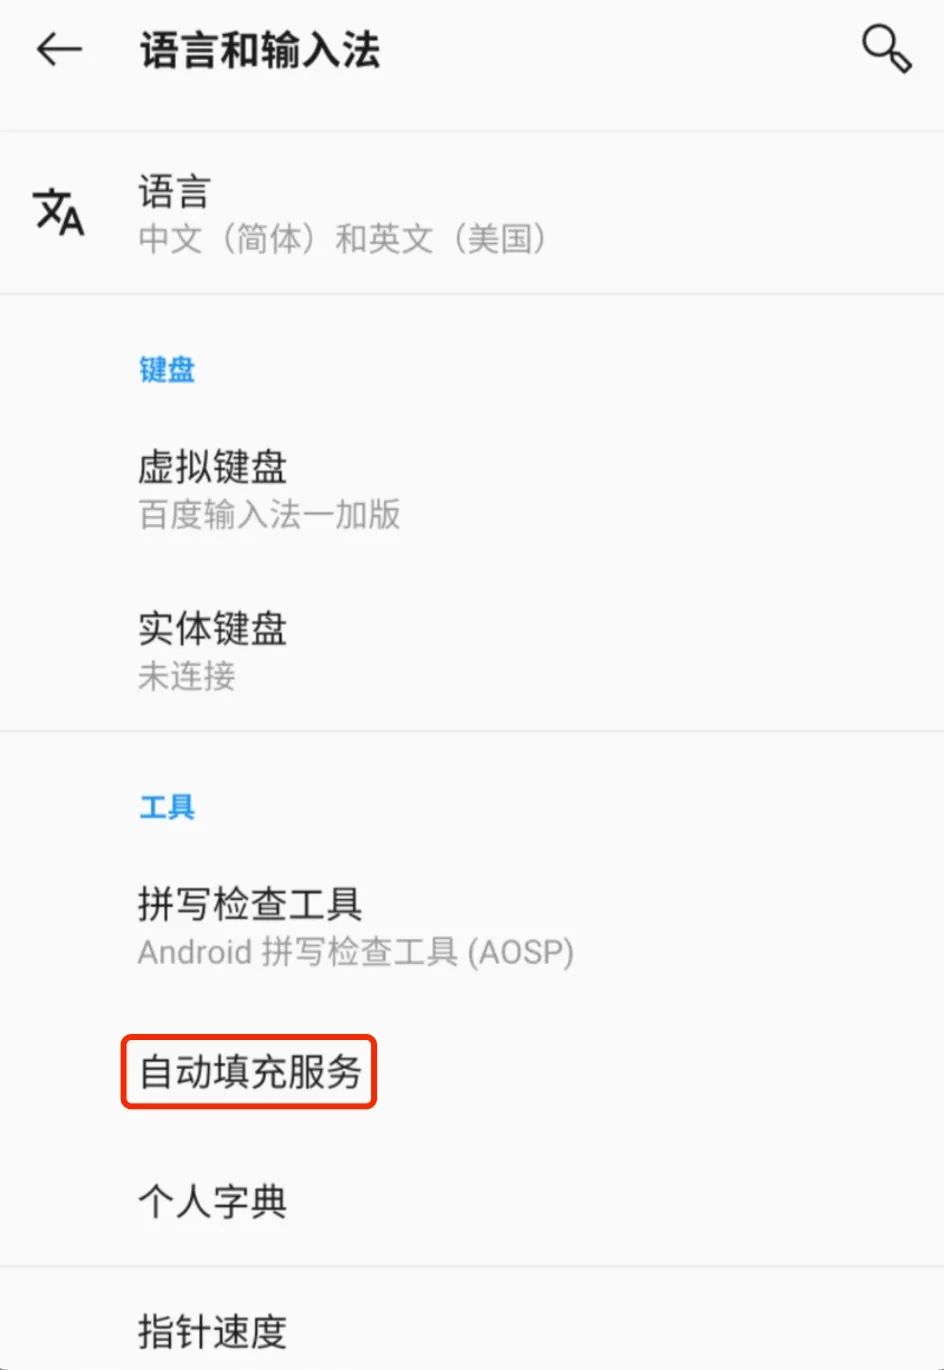 语言和输入法
语言
中文（简体）和英文（美国）
键盘
虚拟键盘
百度输入法一加版
实体键盘
未连接
工具
拼写检查工具
Android 拼写检查工具 (AOSP)
自动填充服务
个人字典
指针速度